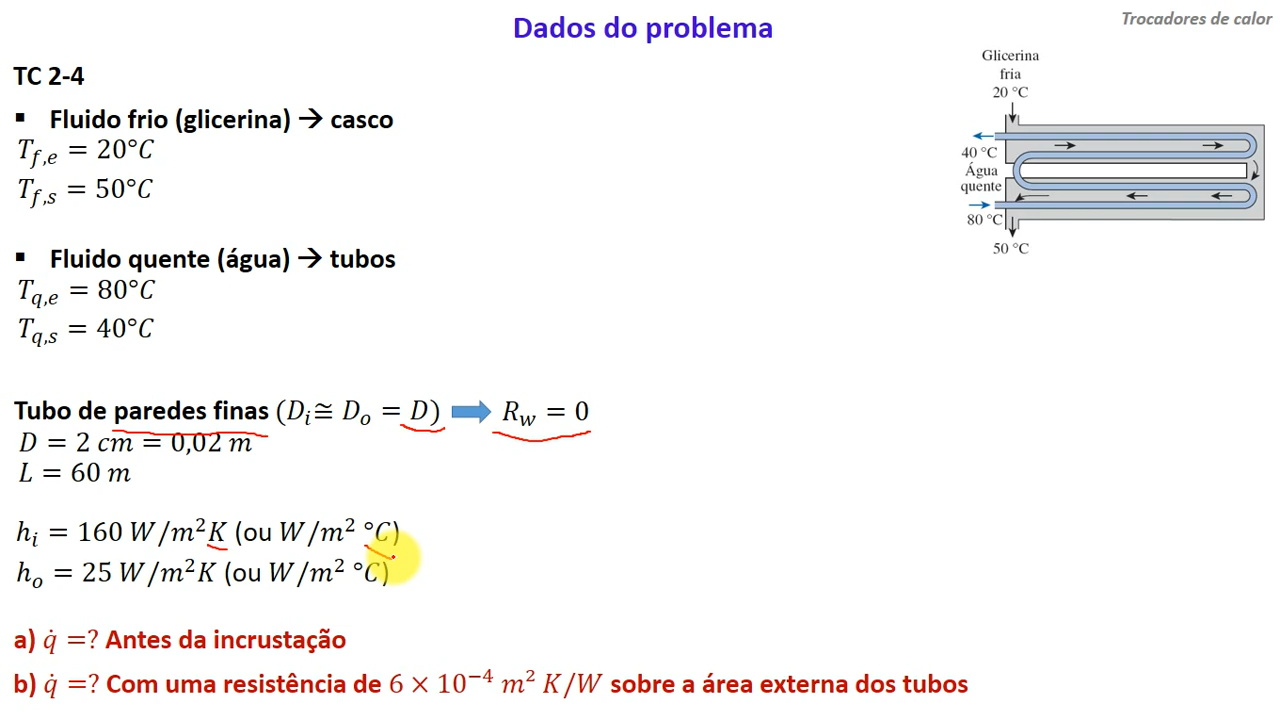 Dados do problema
Trocadores de calor
TC 2-4
▪ Fluido frio (glicerina) → casco
T_{f,e} = 20°C
T_{f,s} = 50°C
▪ Fluido quente (água) → tubos
T_{q,e} = 80°C
T_{q,s} = 40°C
Tubo de paredes finas (D_i ≅ D_o = D) → R_w = 0
D = 2 cm = 0,02 m
L = 60 m
h_i = 160 W/m² K (ou W/m² °C)
h_o = 25 W/m² K (ou W/m² °C)
a) q̇ =? Antes da incrustação
b) q̇ =? Com uma resistência de 6 × 10⁻⁴ m² K/W sobre a área externa dos tubos
Glicerina
fria
20 °C
40 °C
Água
quente
80 °C
50 °C